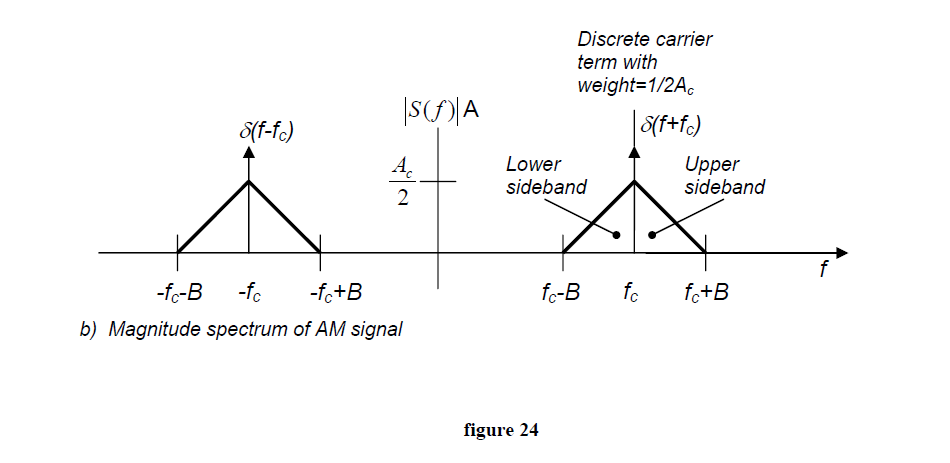 Discrete carrier
term with
weight=1/2Ac
|S(f)|A
δ(f-fc)
δ(f+fc)
Ac
2
Lower
sideband
Upper
sideband
f
-fc-B
-fc
-fc+B
fc-B
fc
fc+B
b) Magnitude spectrum of AM signal
figure 24